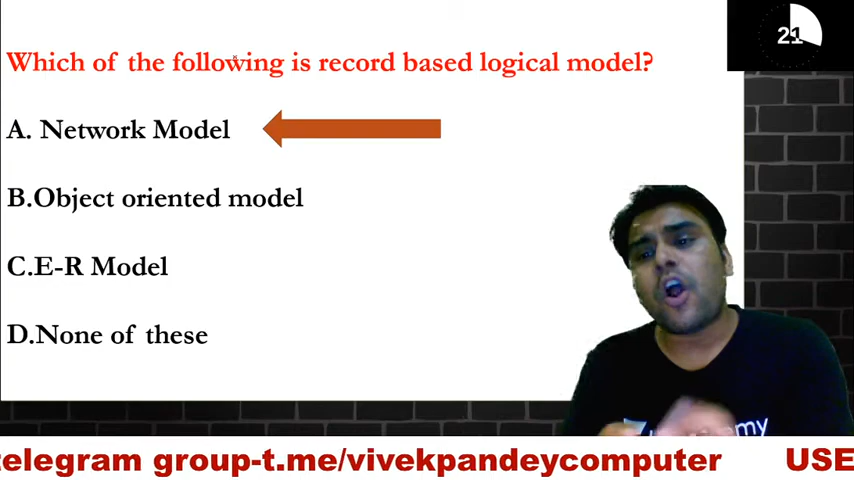 21
Which of the following is record based logical model?
A. Network Model
B.Object oriented model
C.E-R Model
D.None of these
telegram group-t.me/vivekpandeycomputer USE